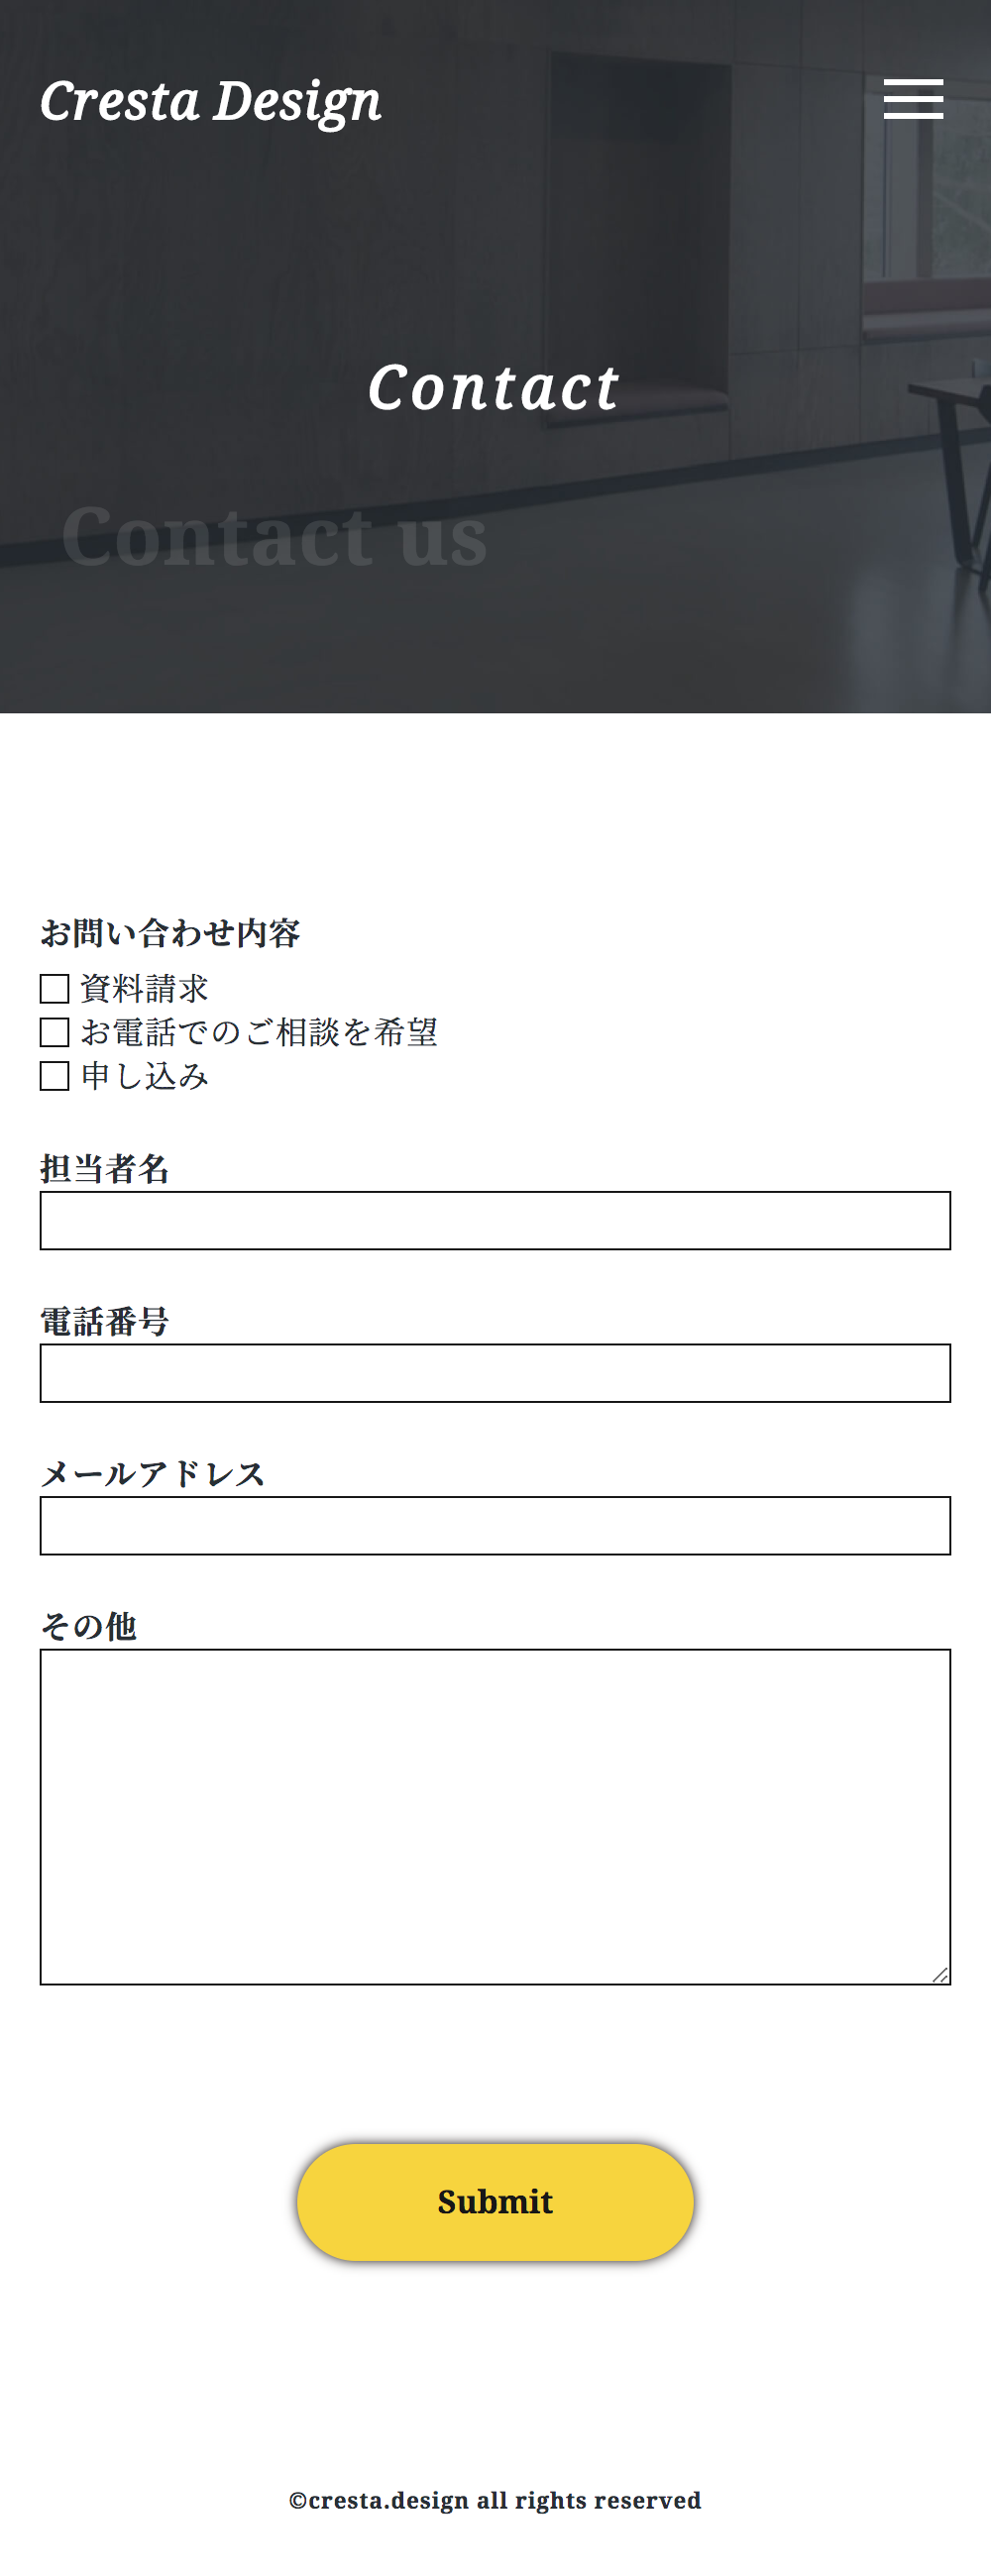 Cresta Design
Contact
Contact us
お問い合わせ内容
資料請求
お電話でのご相談を希望
申し込み
担当者名
電話番号
メールアドレス
その他
Submit
©cresta.design all rights reserved